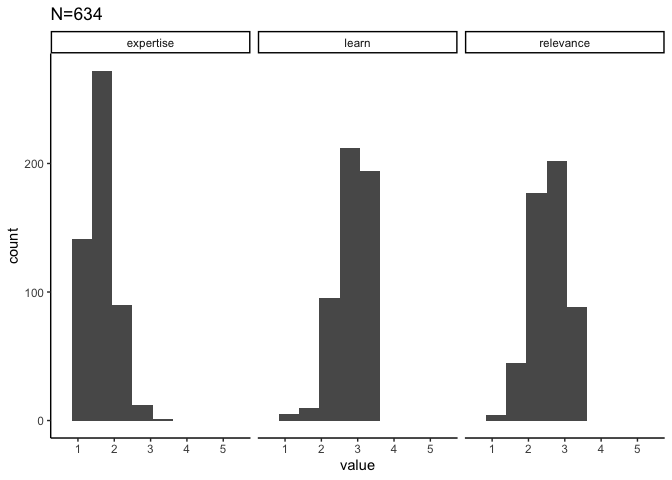 N=634
expertise learn relevance
200
100
0
count
1 2 3 4 5 1 2 3 4 5 1 2 3 4 5
value